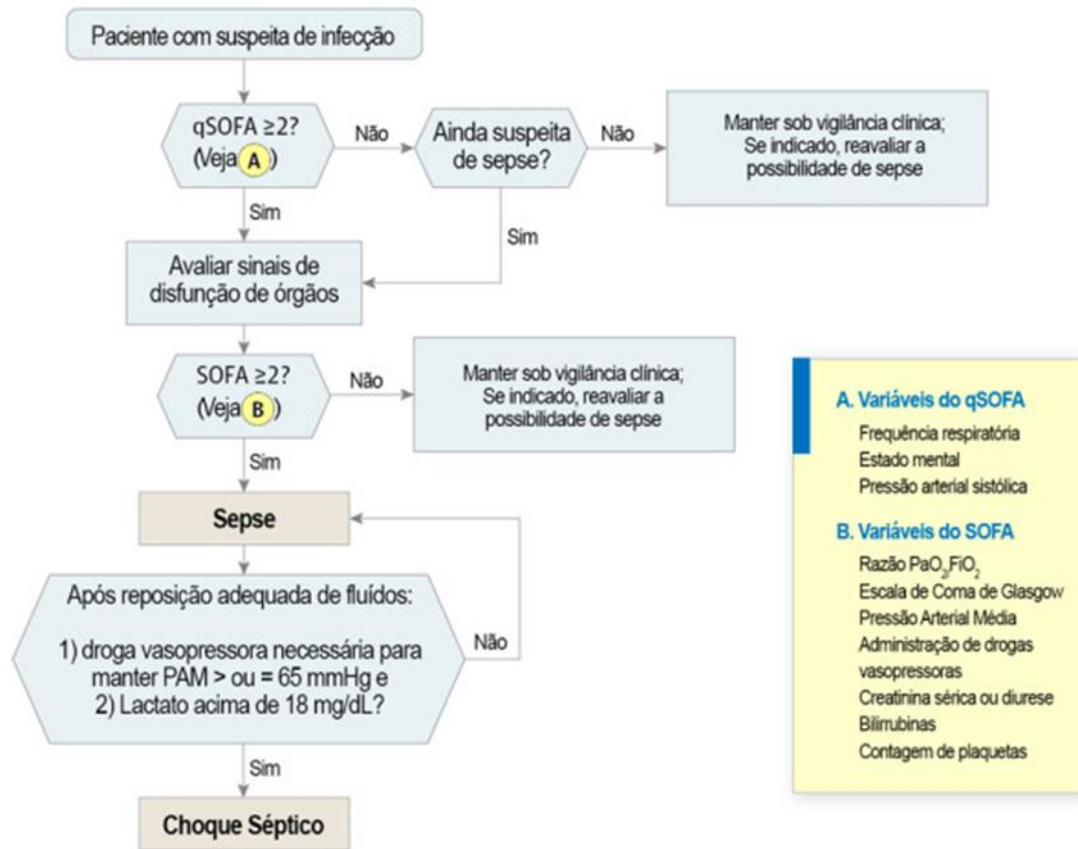 Paciente com suspeita de infecção
qSOFA ≥2?
(Veja A)
Não
Ainda suspeita
de sepse?
Não
Manter sob vigilância clínica;
Se indicado, reavaliar a
possibilidade de sepse
Sim
Sim
Avaliar sinais de
disfunção de órgãos
SOFA ≥2?
(Veja B)
Não
Manter sob vigilância clínica;
Se indicado, reavaliar a
possibilidade de sepse
Sim
Sepse
Após reposição adequada de fluídos:
1) droga vasopressora necessária para
manter PAM > ou = 65 mmHg e
2) Lactato acima de 18 mg/dL?
Não
Sim
Choque Séptico
A. Variáveis do qSOFA
Frequência respiratória
Estado mental
Pressão arterial sistólica
B. Variáveis do SOFA
Razão PaO₂/FiO₂
Escala de Coma de Glasgow
Pressão Arterial Média
Administração de drogas
vasopressoras
Creatinina sérica ou diurese
Bilirrubinas
Contagem de plaquetas